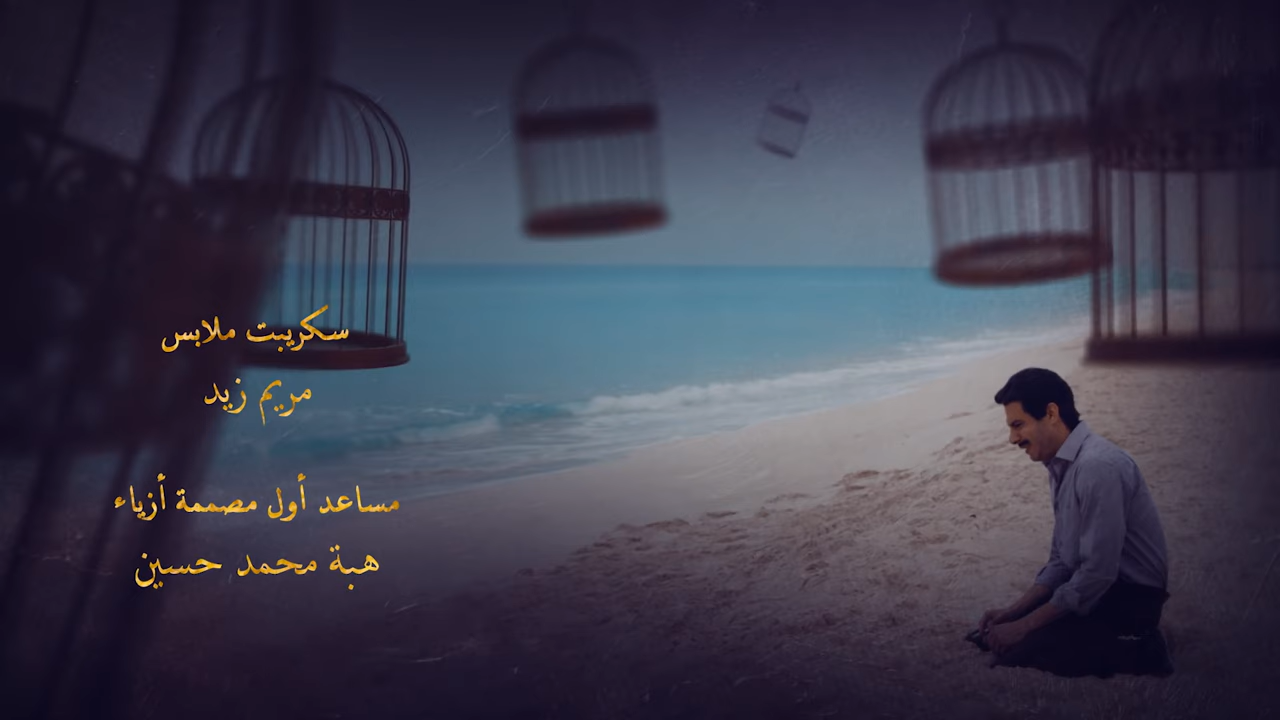 سكريبت ملابس
مريم زيد
مساعد أول مصممة أزياء
هبة محمد حسين